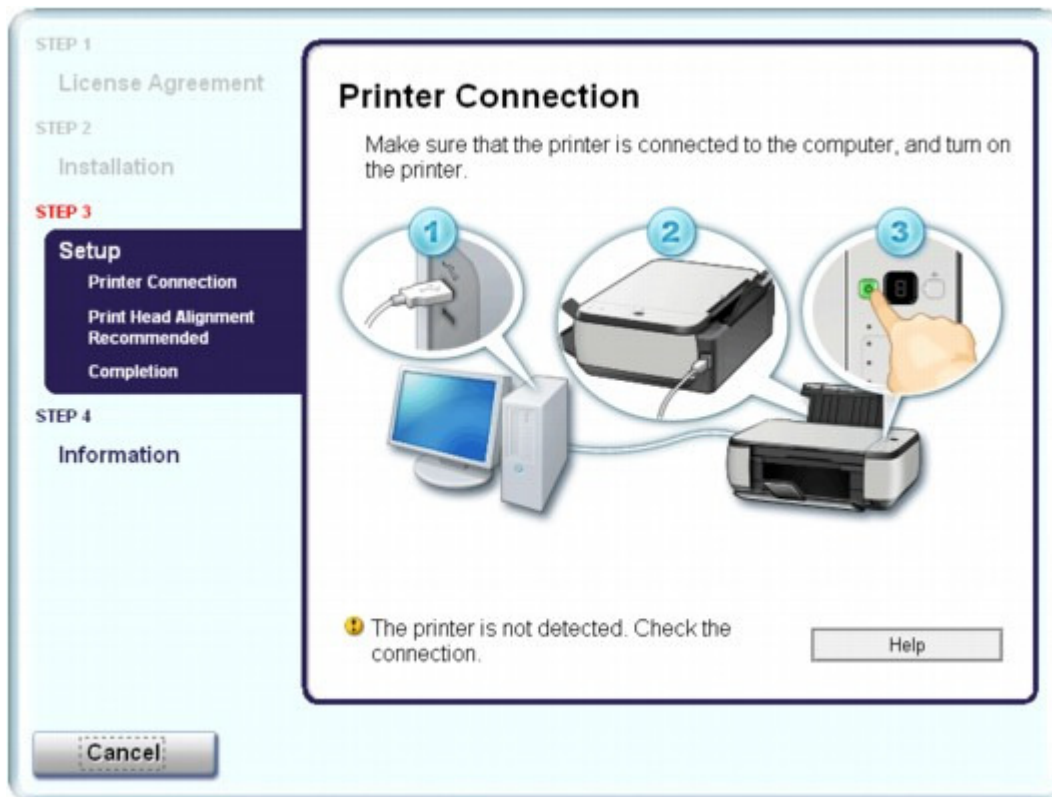 STEP 1
License Agreement
STEP 2
Installation
STEP 3
Setup
Printer Connection
Print Head Alignment
Recommended
Completion
STEP 4
Information
Printer Connection
Make sure that the printer is connected to the computer, and turn on
the printer.
1
2
3
8
The printer is not detected. Check the
connection.
Help
Cancel